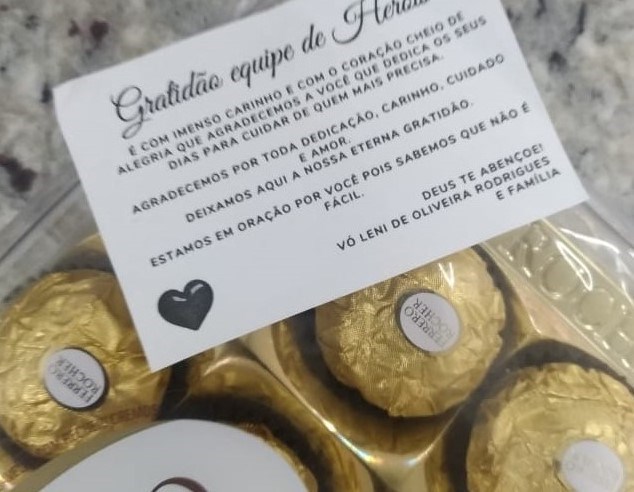 Gratidão equipe de
É COM IMENSO CARINHO E COM O CORAÇÃO CHEIO DE
ALEGRIA QUE AGRADECEMOS A VOCÊ QUE DEDICA OS SEUS
DIAS PARA CUIDAR DE QUEM MAIS PRECISA.
AGRADECEMOS POR TODA DEDICAÇÃO, CARINHO, CUIDADO
E AMOR.
DEIXAMOS AQUI A NOSSA ETERNA GRATIDÃO.
ESTAMOS EM ORAÇÃO POR VOCÊ POIS SABEMOS QUE NÃO É
FÁCIL.
DEUS TE ABENÇOE!
VÓ LENI DE OLIVEIRA RODRIGUES
E FAMÍLIA
FERRERO
ROCHER
FERRERO
ROCHER